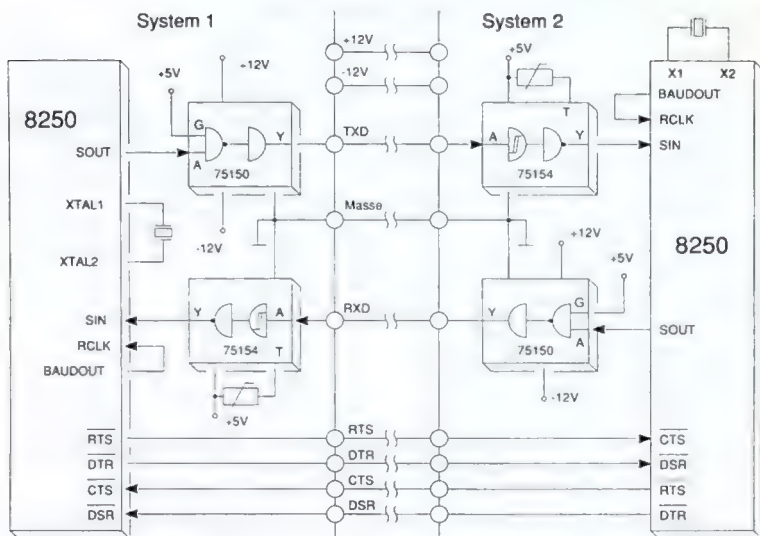 System 1
System 2
8250
SOUT
XTAL1
XTAL2
SIN
RCLK
BAUDOUT
RTS
DTR
CTS
DSR
+5V
+12V
G
A
Y
75150
-12V
Y
A
75154
T
+5V
+12V
-12V
TXD
Masse
RXD
RTS
DTR
CTS
DSR
+5V
T
A
Y
75154
+12V
+5V
Y
G
A
75150
-12V
X1 X2
BAUDOUT
RCLK
SIN
8250
SOUT
CTS
DSR
RTS
DTR